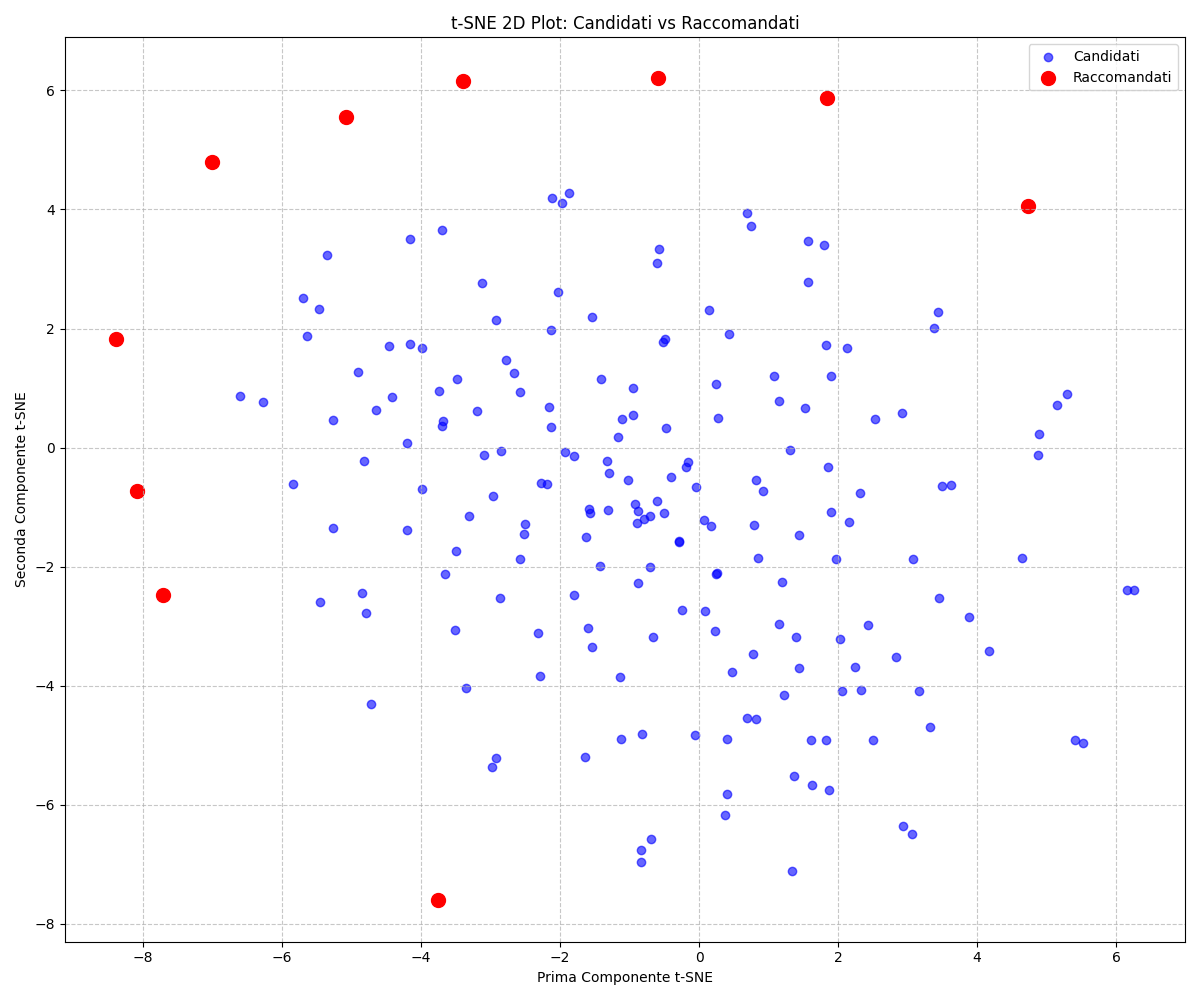 t-SNE 2D Plot: Candidati vs Raccomandati
Candidati
Raccomandati
6
4
2
0
−2
−4
−6
−8
Seconda Componente t-SNE
−8 −6 −4 −2 0 2 4 6
Prima Componente t-SNE